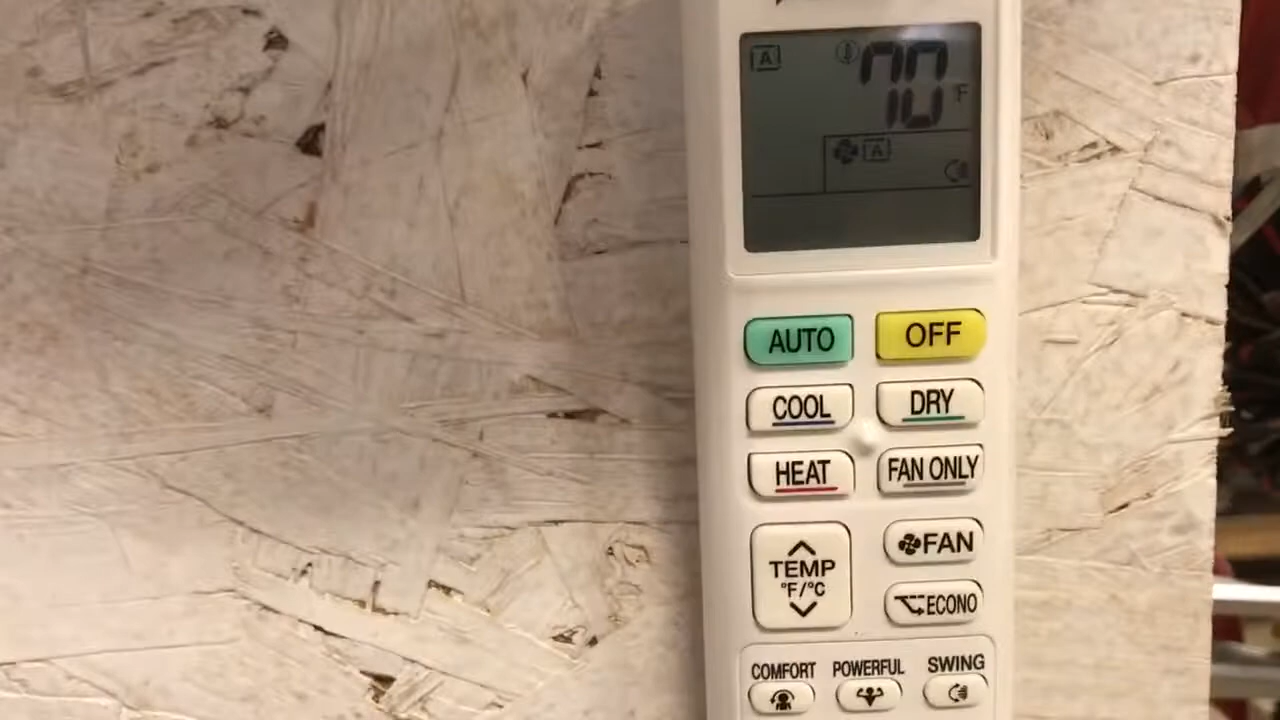 A 70 °F
A
AUTO OFF
COOL DRY
HEAT FAN ONLY
TEMP
°F/°C
FAN
ECONO
COMFORT POWERFUL SWING